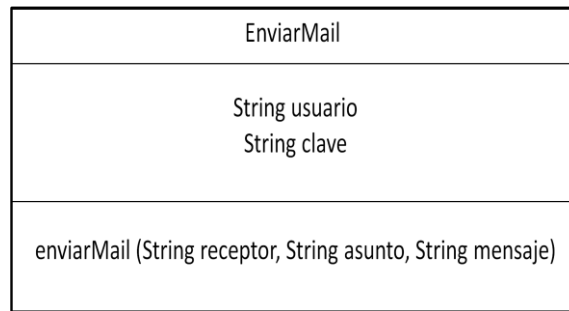 EnviarMail
String usuario
String clave
enviarMail (String receptor, String asunto, String mensaje)